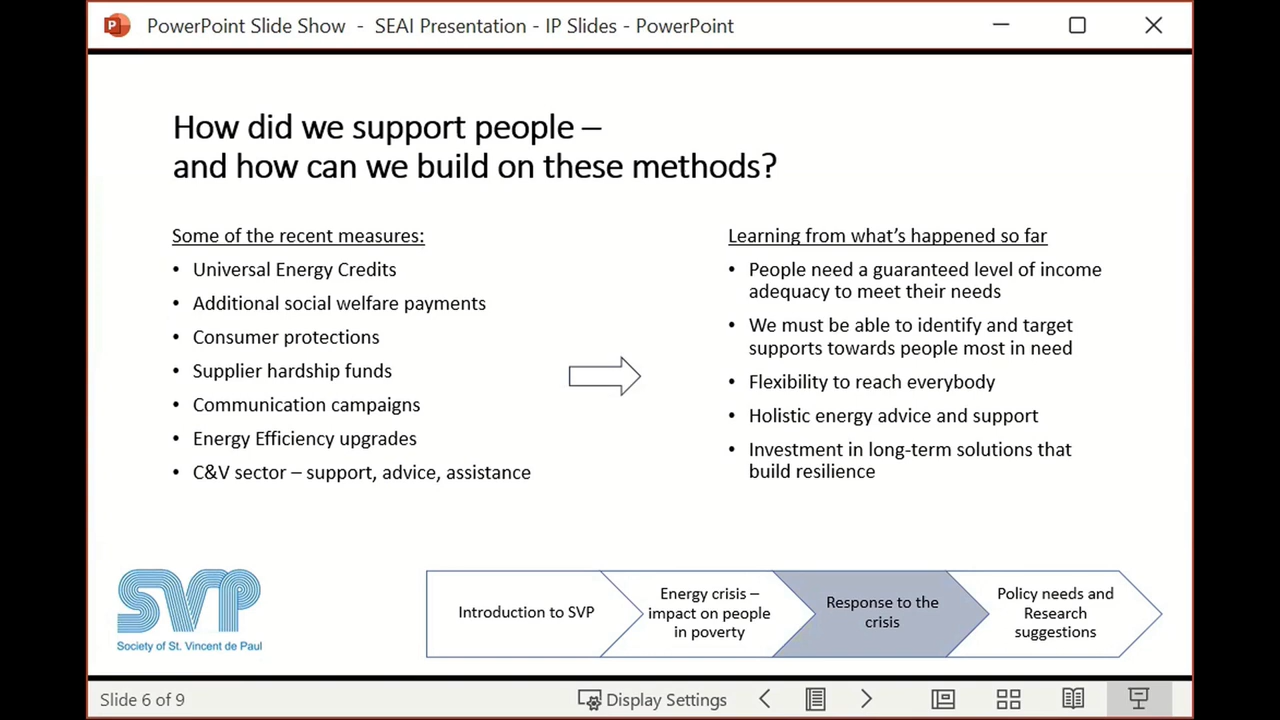 PowerPoint Slide Show - SEAI Presentation - IP Slides - PowerPoint
How did we support people –
and how can we build on these methods?
Some of the recent measures:
• Universal Energy Credits
• Additional social welfare payments
• Consumer protections
• Supplier hardship funds
• Communication campaigns
• Energy Efficiency upgrades
• C&V sector – support, advice, assistance
Learning from what's happened so far
• People need a guaranteed level of income
adequacy to meet their needs
• We must be able to identify and target
supports towards people most in need
• Flexibility to reach everybody
• Holistic energy advice and support
• Investment in long-term solutions that
build resilience
SVP
Society of St. Vincent de Paul
Introduction to SVP
Energy crisis –
impact on people
in poverty
Response to the
crisis
Policy needs and
Research
suggestions
Slide 6 of 9
Display Settings